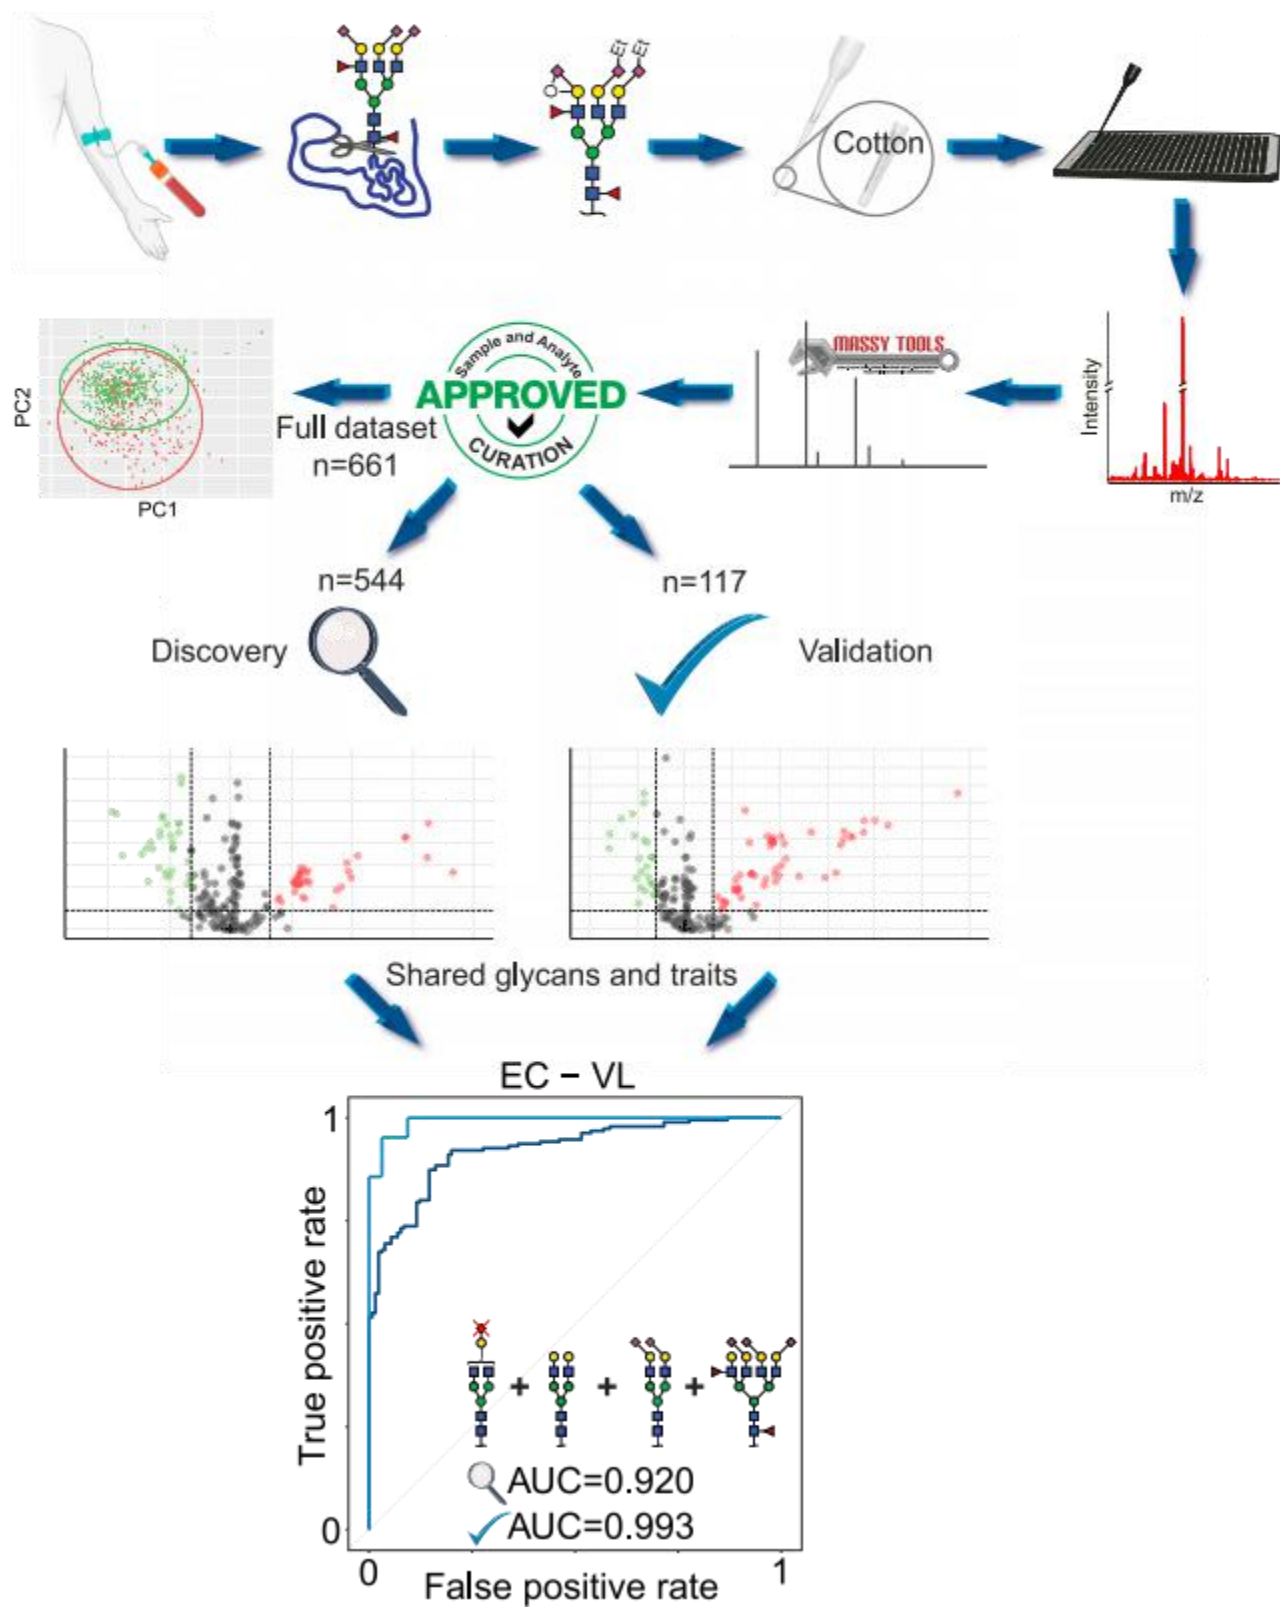 Et
Et
Cotton
MASSY TOOLS
Intensity
m/z
Sample and Analyte
APPROVED
CURATION
PC2
PC1
Full dataset
n=661
n=544
n=117
Discovery
Validation
Shared glycans and traits
EC – VL
1
True positive rate
+
+
+
AUC=0.920
AUC=0.993
0
0
1
False positive rate